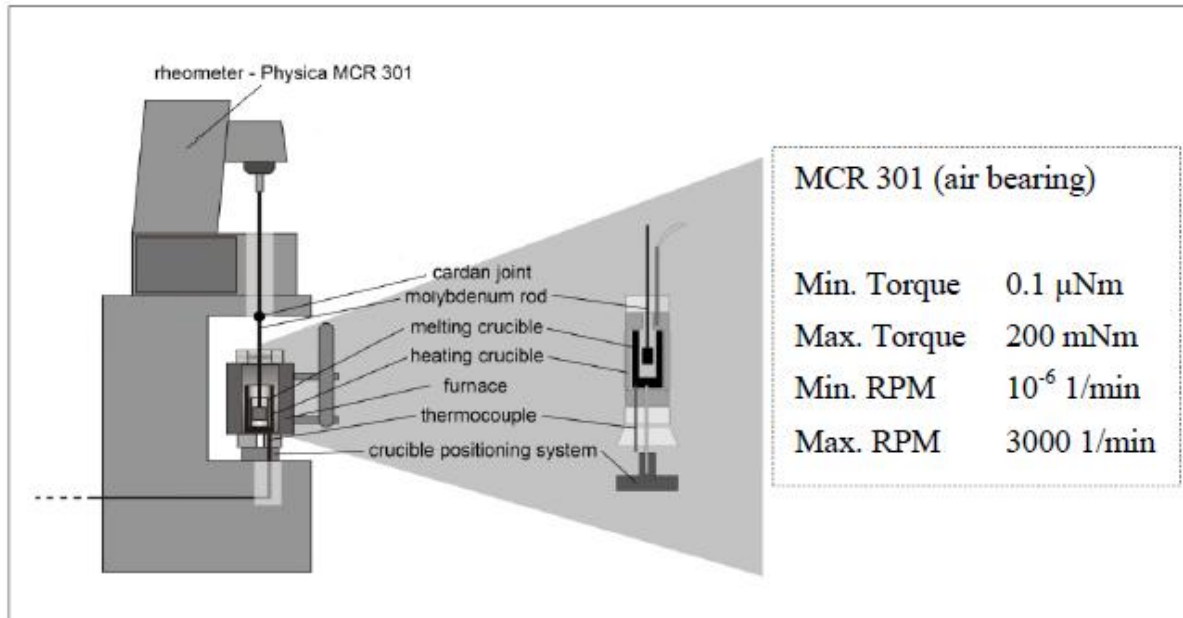 rheometer - Physica MCR 301
cardan joint
molybdenum rod
melting crucible
heating crucible
furnace
thermocouple
crucible positioning system
MCR 301 (air bearing)
Min. Torque 0.1 μNm
Max. Torque 200 mNm
Min. RPM 10⁻⁶ 1/min
Max. RPM 3000 1/min